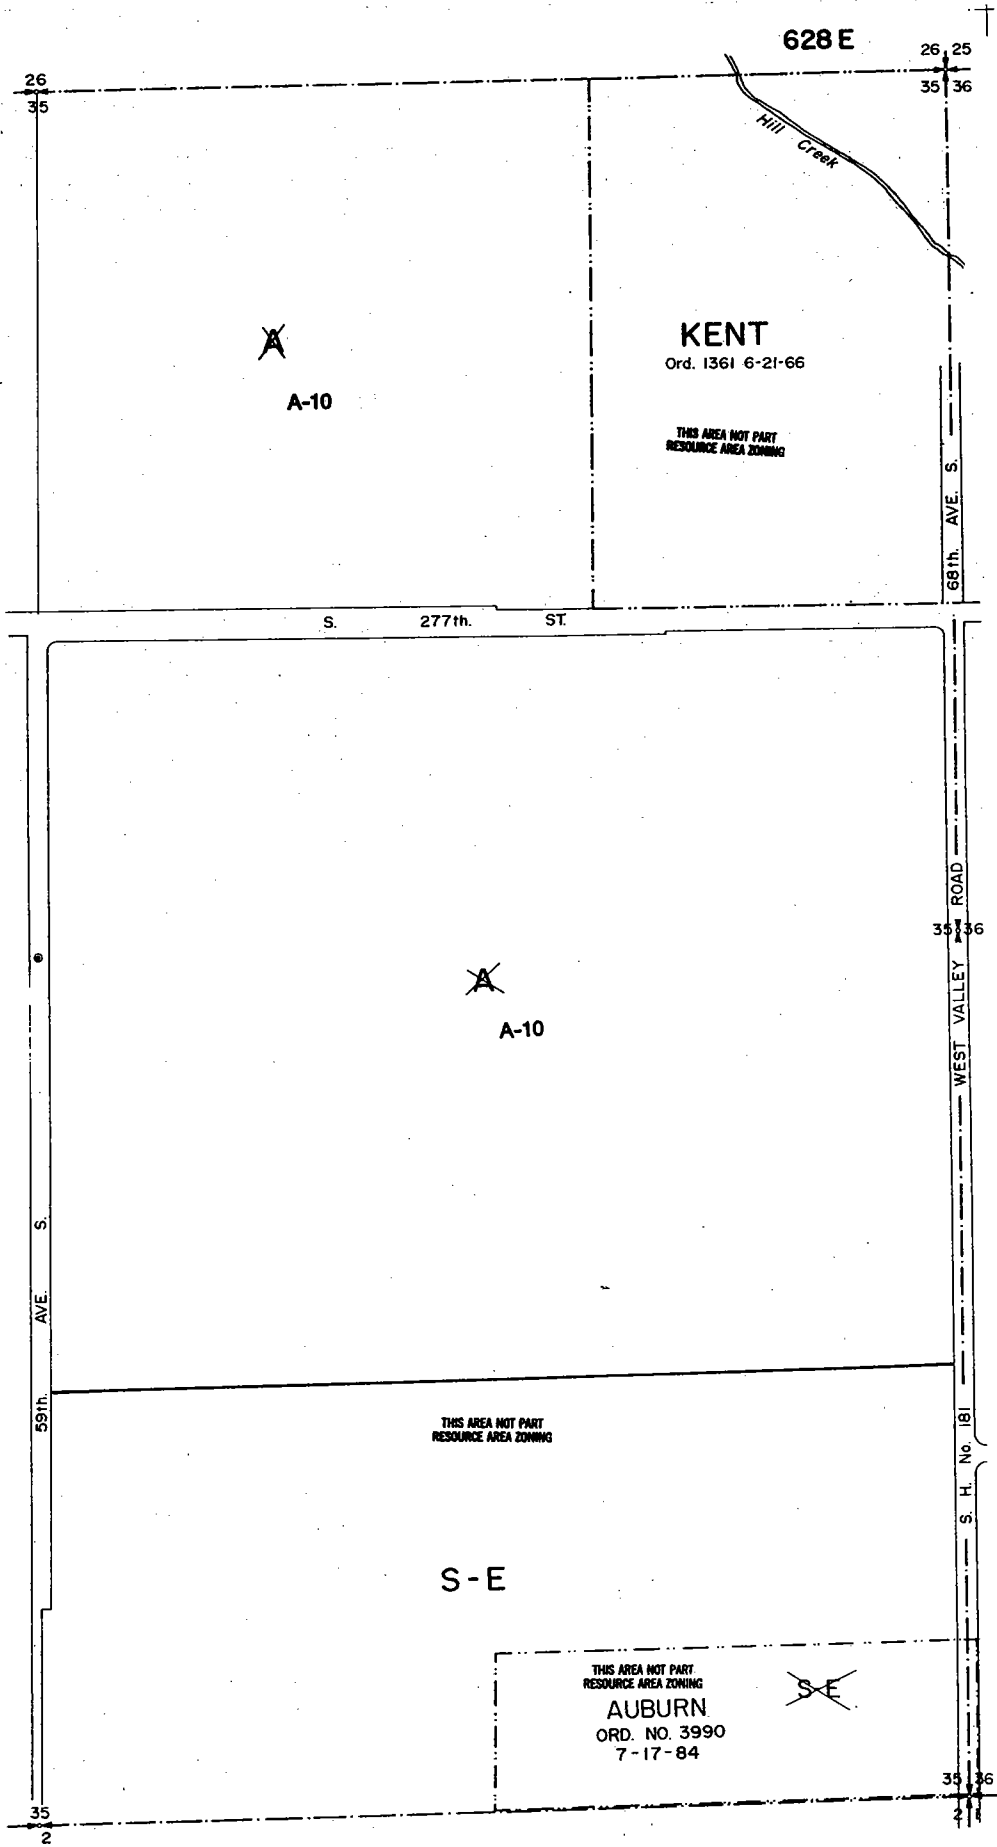 628 E
26 25
35 36
26
35
Hill Creek
A
A-10
KENT
Ord. 1361 6-21-66
THIS AREA NOT PART
RESOURCE AREA ZONING
68th. AVE. S.
S. 277th. ST.
WEST VALLEY ROAD
35 36
A
A-10
59th. AVE. S.
S. H. No. 181
THIS AREA NOT PART
RESOURCE AREA ZONING
S-E
THIS AREA NOT PART
RESOURCE AREA ZONING
S-E
AUBURN
ORD. NO. 3990
7-17-84
35 36
2 1
35
2